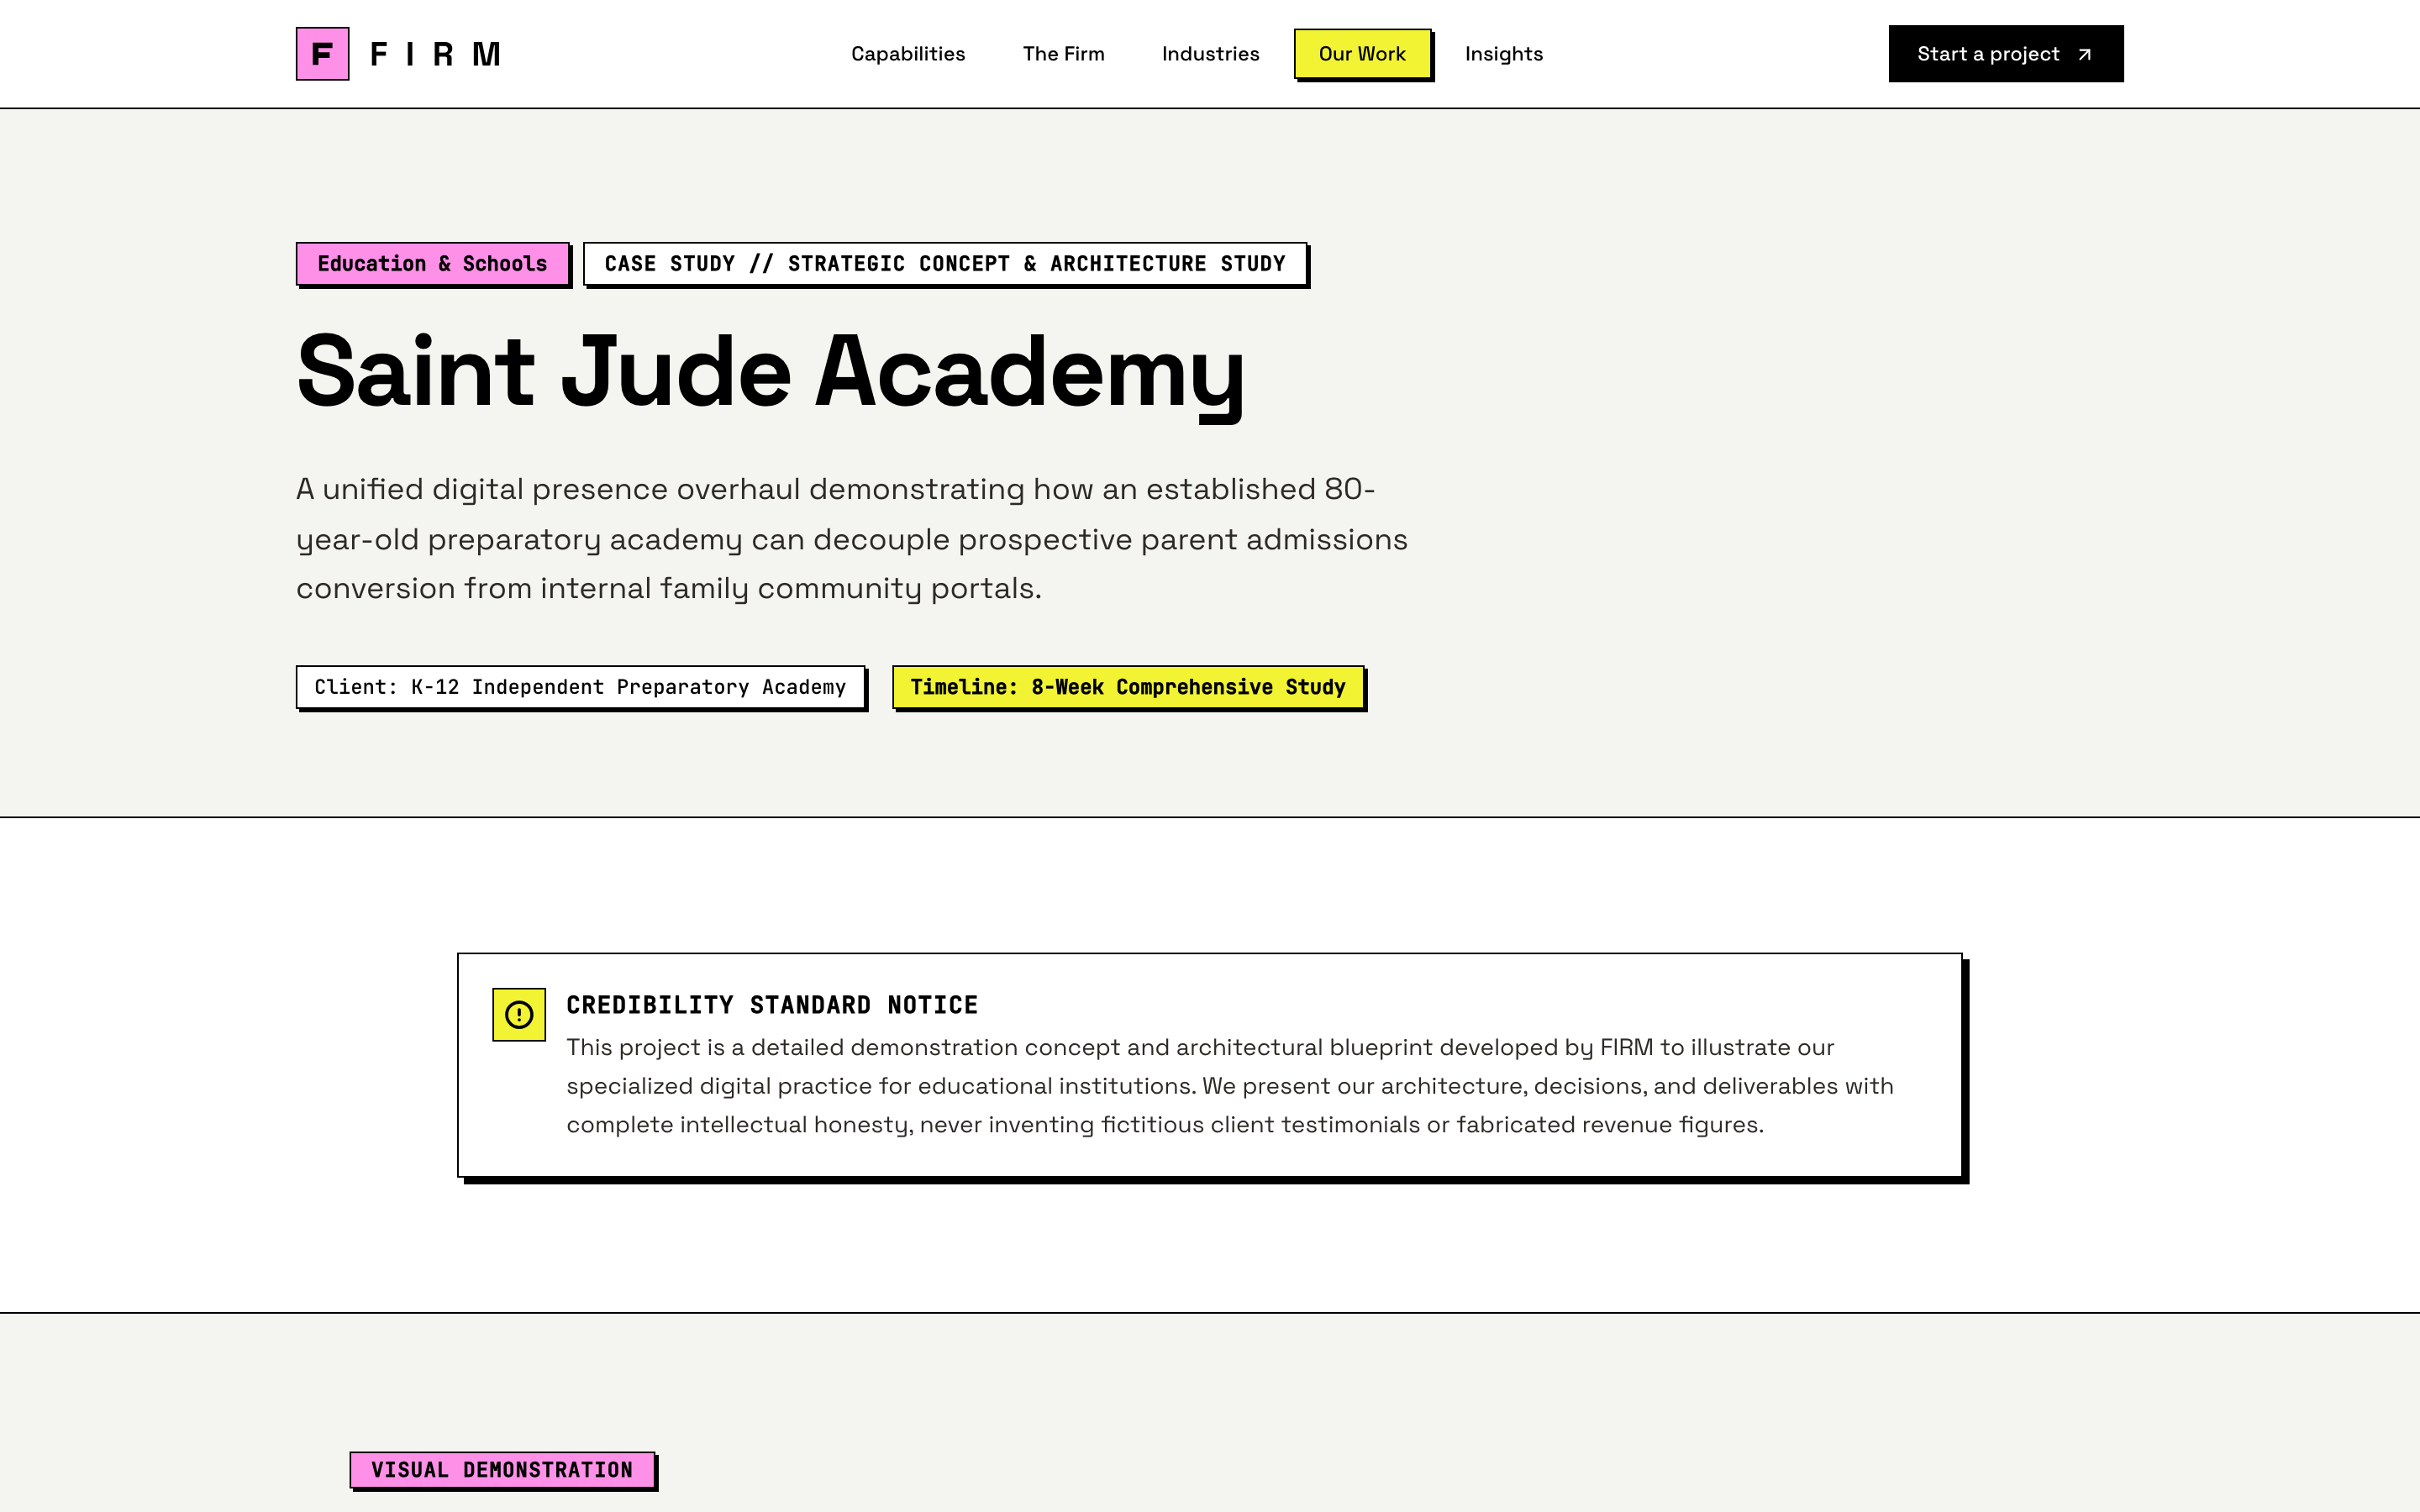 F FIRM
Capabilities
The Firm
Industries
Our Work
Insights
Start a project
Education & Schools
CASE STUDY // STRATEGIC CONCEPT & ARCHITECTURE STUDY
Saint Jude Academy
A unified digital presence overhaul demonstrating how an established 80-
year-old preparatory academy can decouple prospective parent admissions
conversion from internal family community portals.
Client: K-12 Independent Preparatory Academy
Timeline: 8-Week Comprehensive Study
CREDIBILITY STANDARD NOTICE
This project is a detailed demonstration concept and architectural blueprint developed by FIRM to illustrate our
specialized digital practice for educational institutions. We present our architecture, decisions, and deliverables with
complete intellectual honesty, never inventing fictitious client testimonials or fabricated revenue figures.
VISUAL DEMONSTRATION